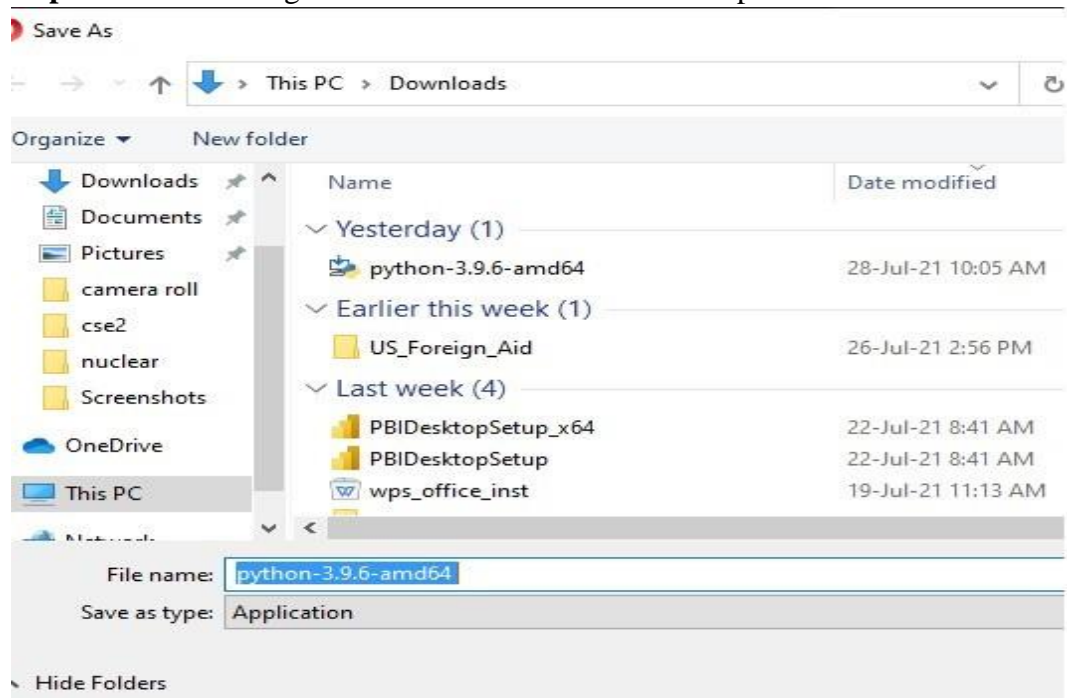 Save As
This PC > Downloads
Organize New folder
Downloads
Documents
Pictures
camera roll
cse2
nuclear
Screenshots
OneDrive
This PC
Network
Name Date modified
Yesterday (1)
python-3.9.6-amd64 28-Jul-21 10:05 AM
Earlier this week (1)
US_Foreign_Aid 26-Jul-21 2:56 PM
Last week (4)
PBIDesktopSetup_x64 22-Jul-21 8:41 AM
PBIDesktopSetup 22-Jul-21 8:41 AM
wps_office_inst 19-Jul-21 11:13 AM
File name: python-3.9.6-amd64
Save as type: Application
Hide Folders